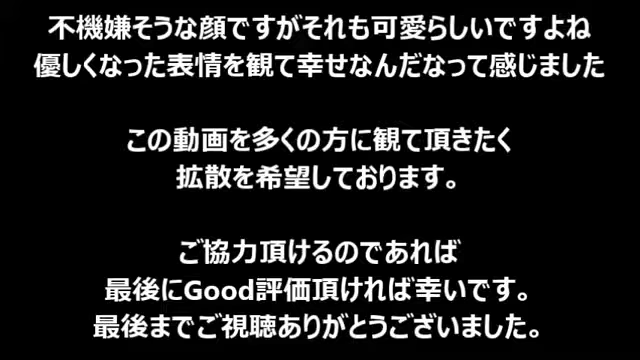 不機嫌そうな顔ですがそれも可愛らしいですよね
優しくなった表情を観て幸せなんだなって感じました
この動画を多くの方に観て頂きたく
拡散を希望しております。
ご協力頂けるのであれば
最後にGood評価頂ければ幸いです。
最後までご視聴ありがとうございました。